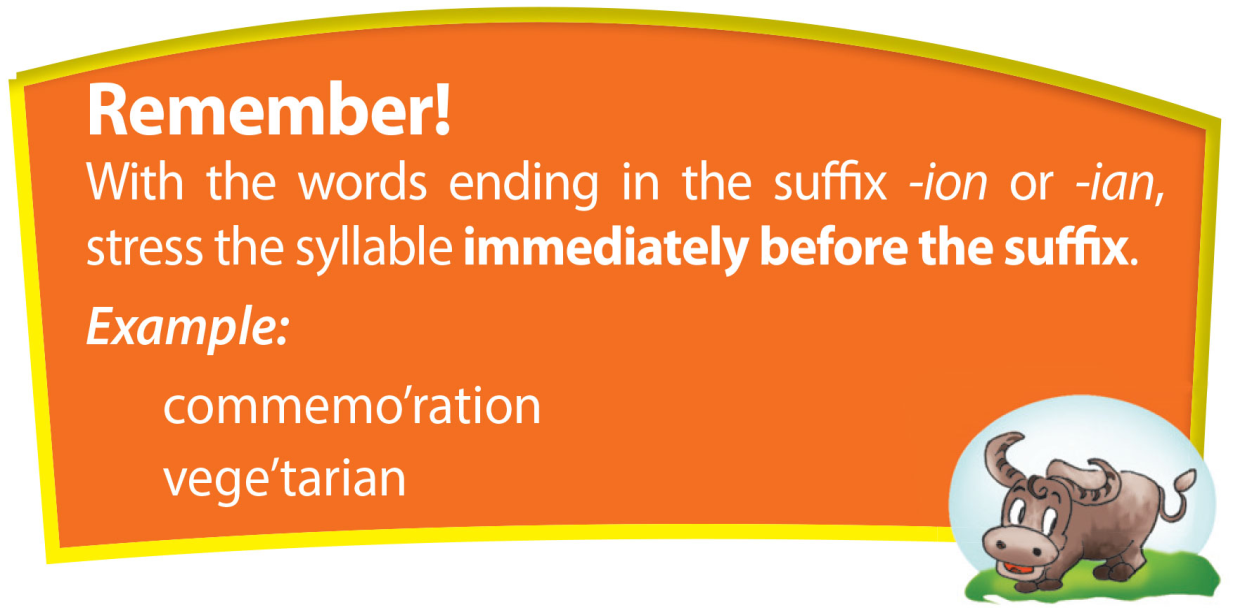 Remember!
With the words ending in the suffix -ion or -ian,
stress the syllable immediately before the suffix.
Example:
commemo’ration
vege’tarian